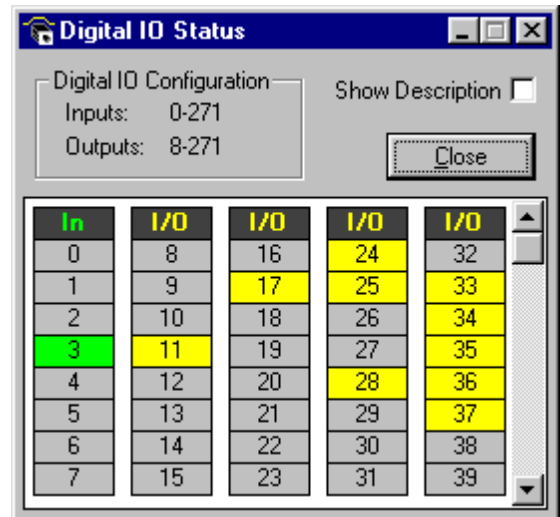 Digital IO Status
Digital IO Configuration
Inputs: 0-271
Outputs: 8-271
Show Description
Close
In I/O I/O I/O I/O
0 8 16 24 32
1 9 17 25 33
2 10 18 26 34
3 11 19 27 35
4 12 20 28 36
5 13 21 29 37
6 14 22 30 38
7 15 23 31 39